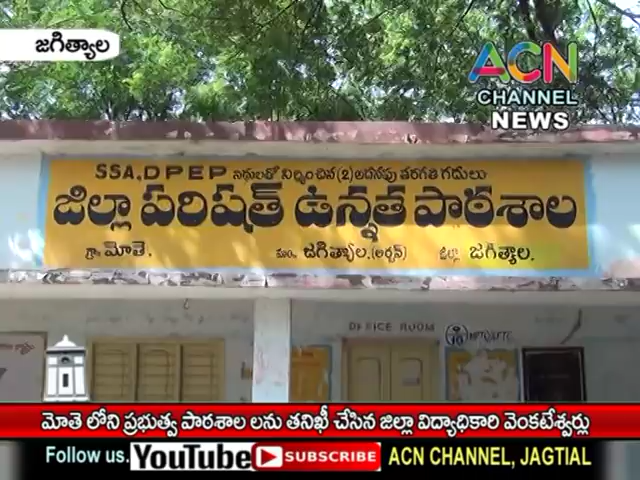 జగిత్యాల
ACN
CHANNEL
NEWS
SSA,DPEP నిధులతో నిర్మించిన (2) అదనపు తరగతి గదులు
జిల్లా పరిషత్ ఉన్నత పాఠశాల
గ్రా మోతె. మం. జగిత్యాల.(అర్బన్) జిల్లా జగిత్యాల.
OFFICE ROOM
మోతె లోని ప్రభుత్వ పాఠశాల లను తనిఖీ చేసిన జిల్లా విద్యాధికారి వెంకటేశ్వర్లు
Follow us. YouTube SUBSCRIBE ACN CHANNEL, JAGTIAL